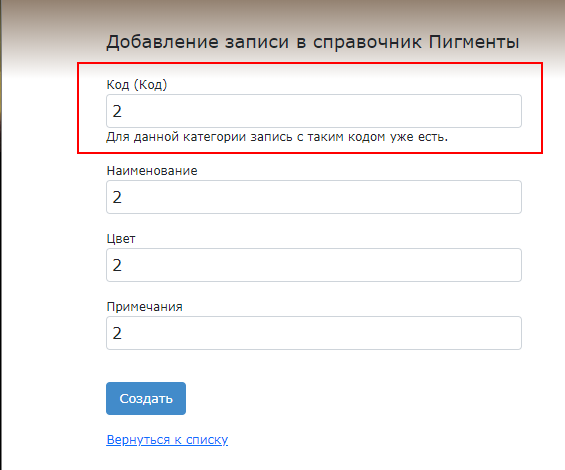 Добавление записи в справочник Пигменты
Код (Код)
2
Для данной категории запись с таким кодом уже есть.
Наименование
2
Цвет
2
Примечания
2
Создать
Вернуться к списку